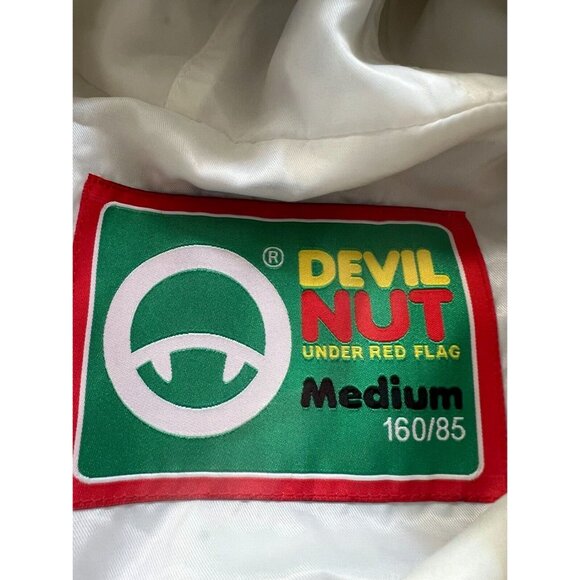 ®
DEVIL
NUT
UNDER RED FLAG
Medium
160/85